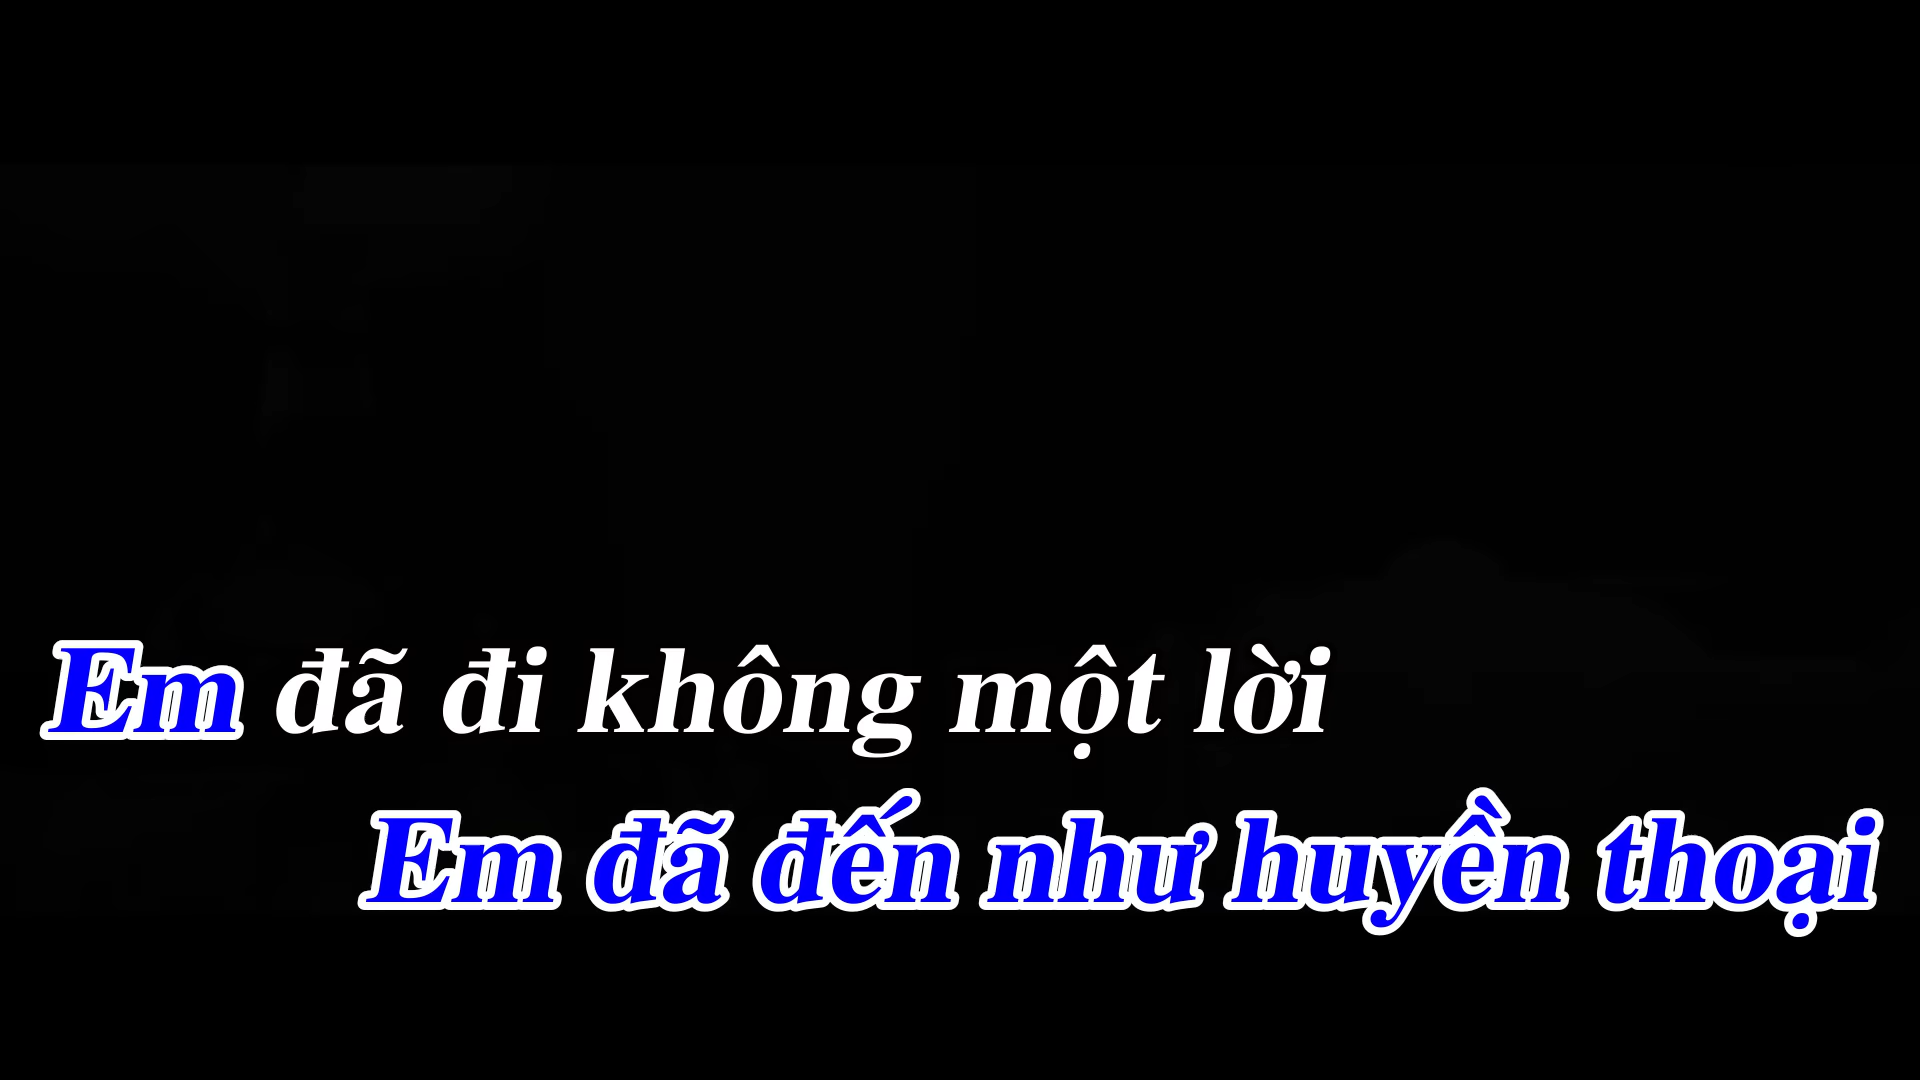 Em đã đi không một lời
Em đã đến như huyền thoại